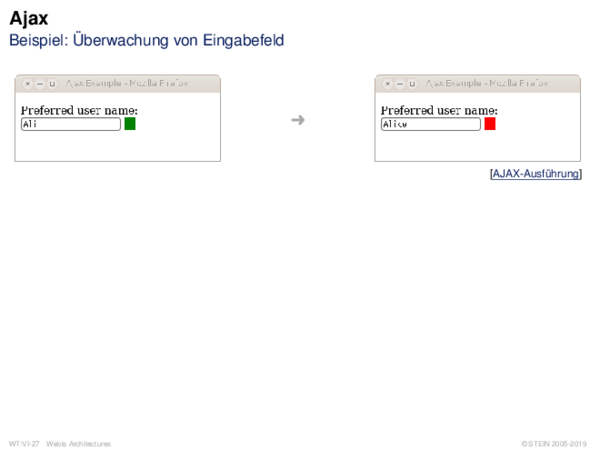 Ajax
Beispiel: Überwachung von Eingabefeld
Ajax Example - Mozilla Firefox
Preferred user name:
Ali
➜
Ajax Example - Mozilla Firefox
Preferred user name:
Alice
[AJAX-Ausführung]
WT:VI-27 Webis Architectures
© STEIN 2005-2019